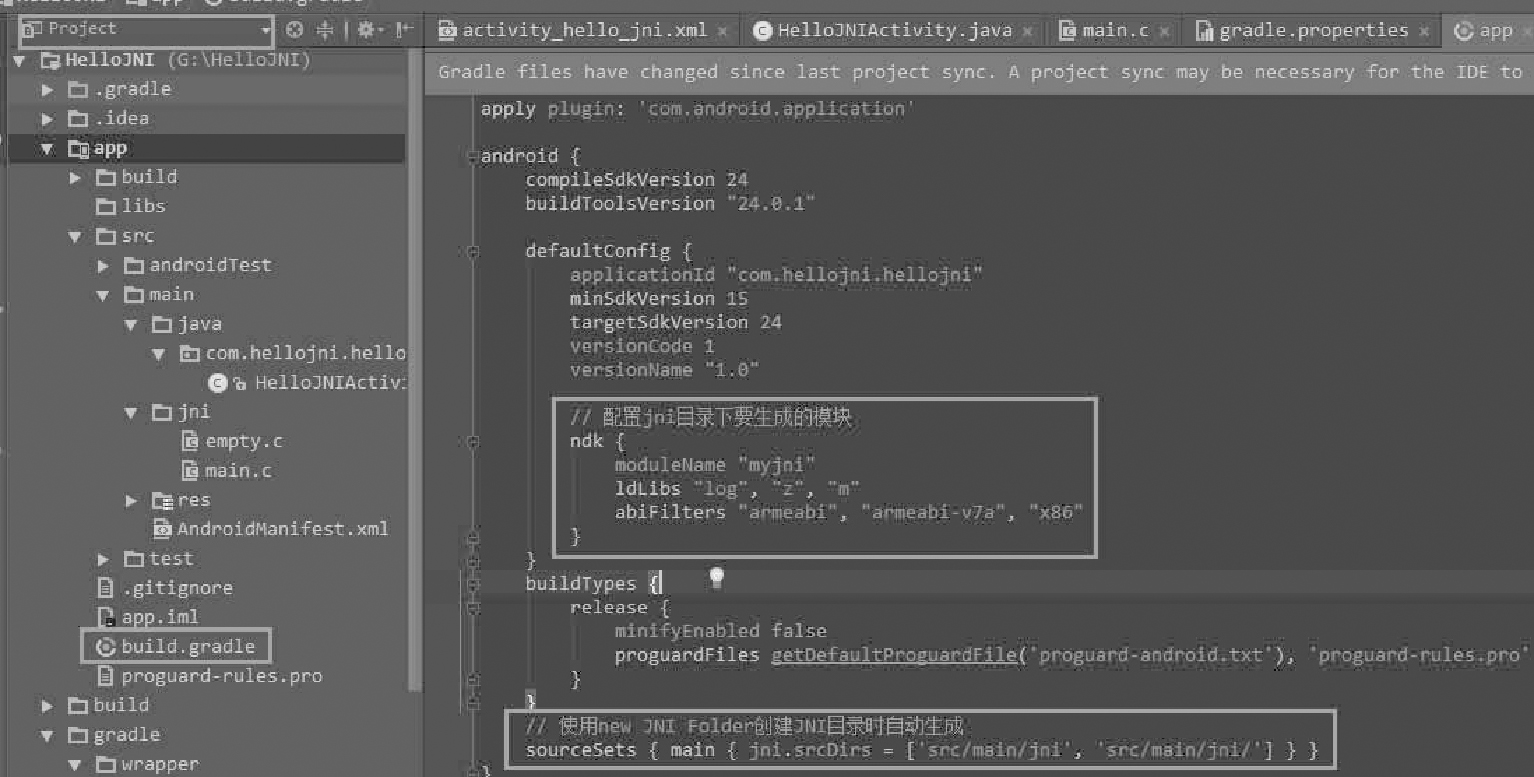 Project
HelloJNI (G:\HelloJNI)
.gradle
.idea
app
build
libs
src
androidTest
main
java
com.hellojni.hello
HelloJNIActiv
jni
empty.c
main.c
res
AndroidManifest.xml
test
.gitignore
app.iml
build.gradle
proguard-rules.pro
build
gradle
wrapper
activity_hello_jni.xml × HelloJNIActivity.java × main.c × gradle.properties × app
Gradle files have changed since last project sync. A project sync may be necessary for the IDE to
apply plugin: 'com.android.application'
android {
compileSdkVersion 24
buildToolsVersion "24.0.1"
defaultConfig {
applicationId "com.hellojni.hellojni"
minSdkVersion 15
targetSdkVersion 24
versionCode 1
versionName "1.0"
// 配置jni目录下要生成的模块
ndk {
moduleName "myjni"
ldLibs "log", "z", "m"
abiFilters "armeabi", "armeabi-v7a", "x86"
}
}
buildTypes {
release {
minifyEnabled false
proguardFiles getDefaultProguardFile('proguard-android.txt'), 'proguard-rules.pro'
}
}
// 使用new JNI Folder创建JNI目录时自动生成
sourceSets { main { jni.srcDirs = ['src/main/jni', 'src/main/jni/'] } }
}